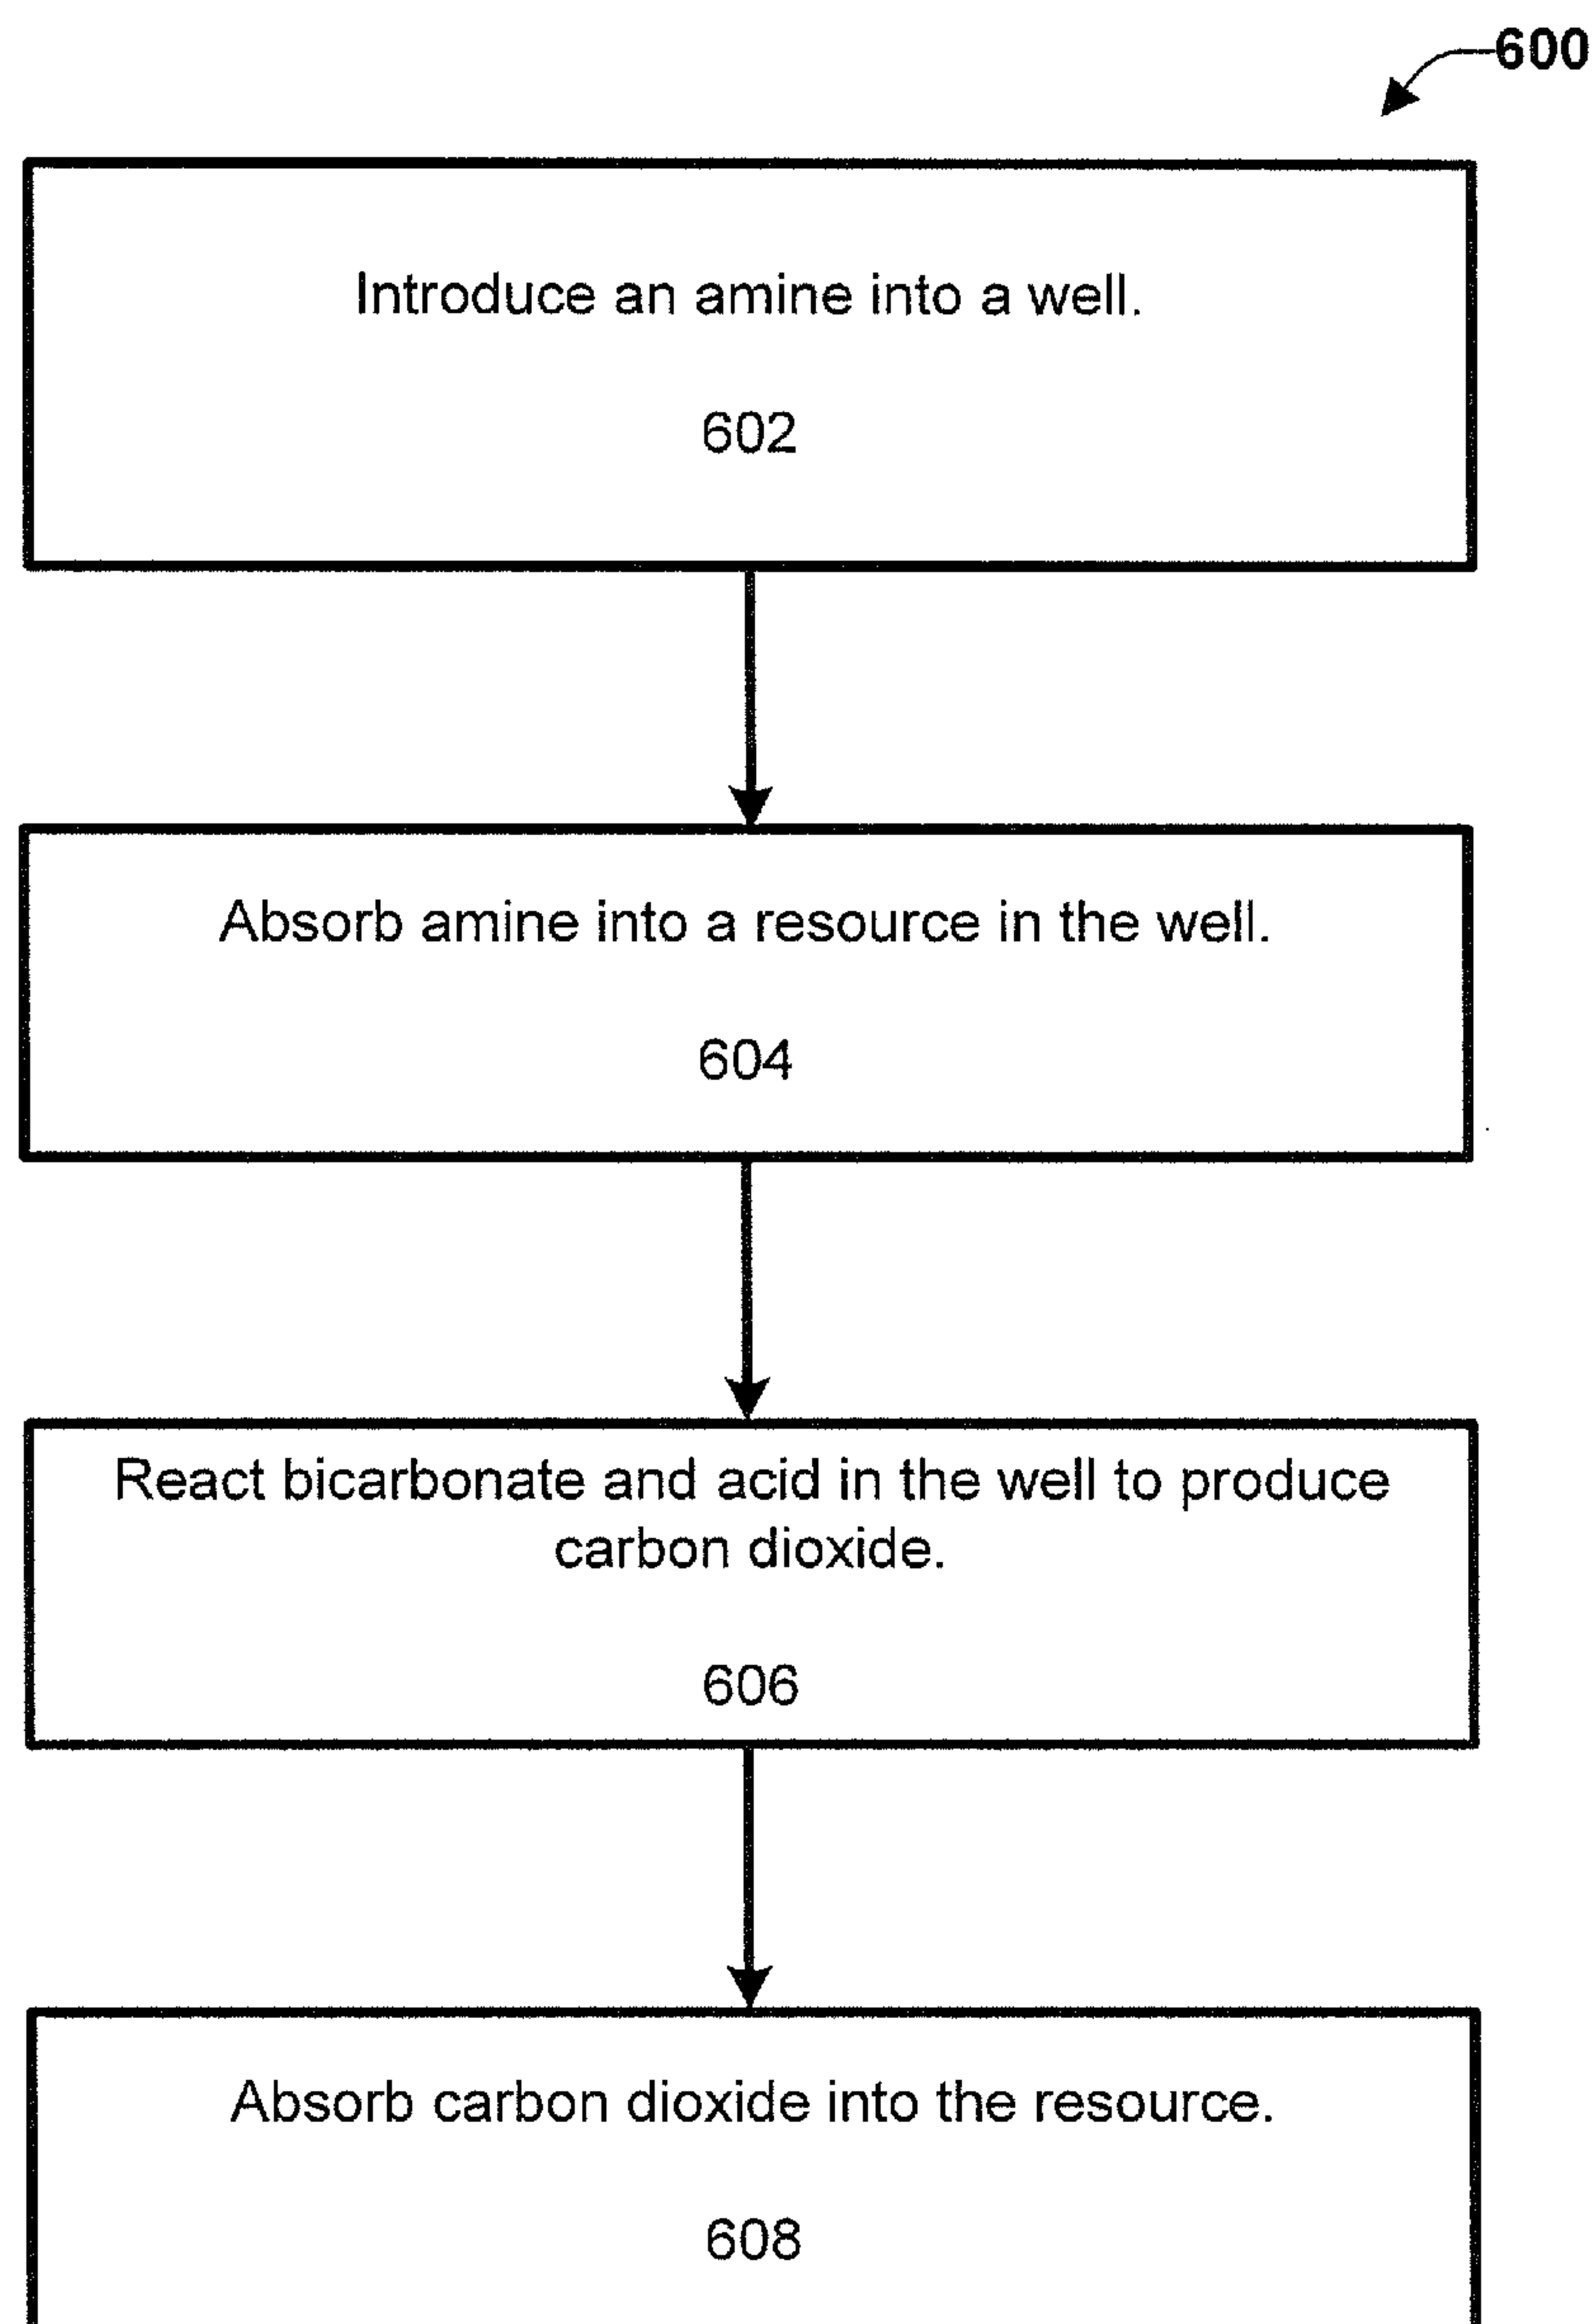 600
Introduce an amine into a well.
602
Absorb amine into a resource in the well.
604
React bicarbonate and acid in the well to produce
carbon dioxide.
606
Absorb carbon dioxide into the resource.
608